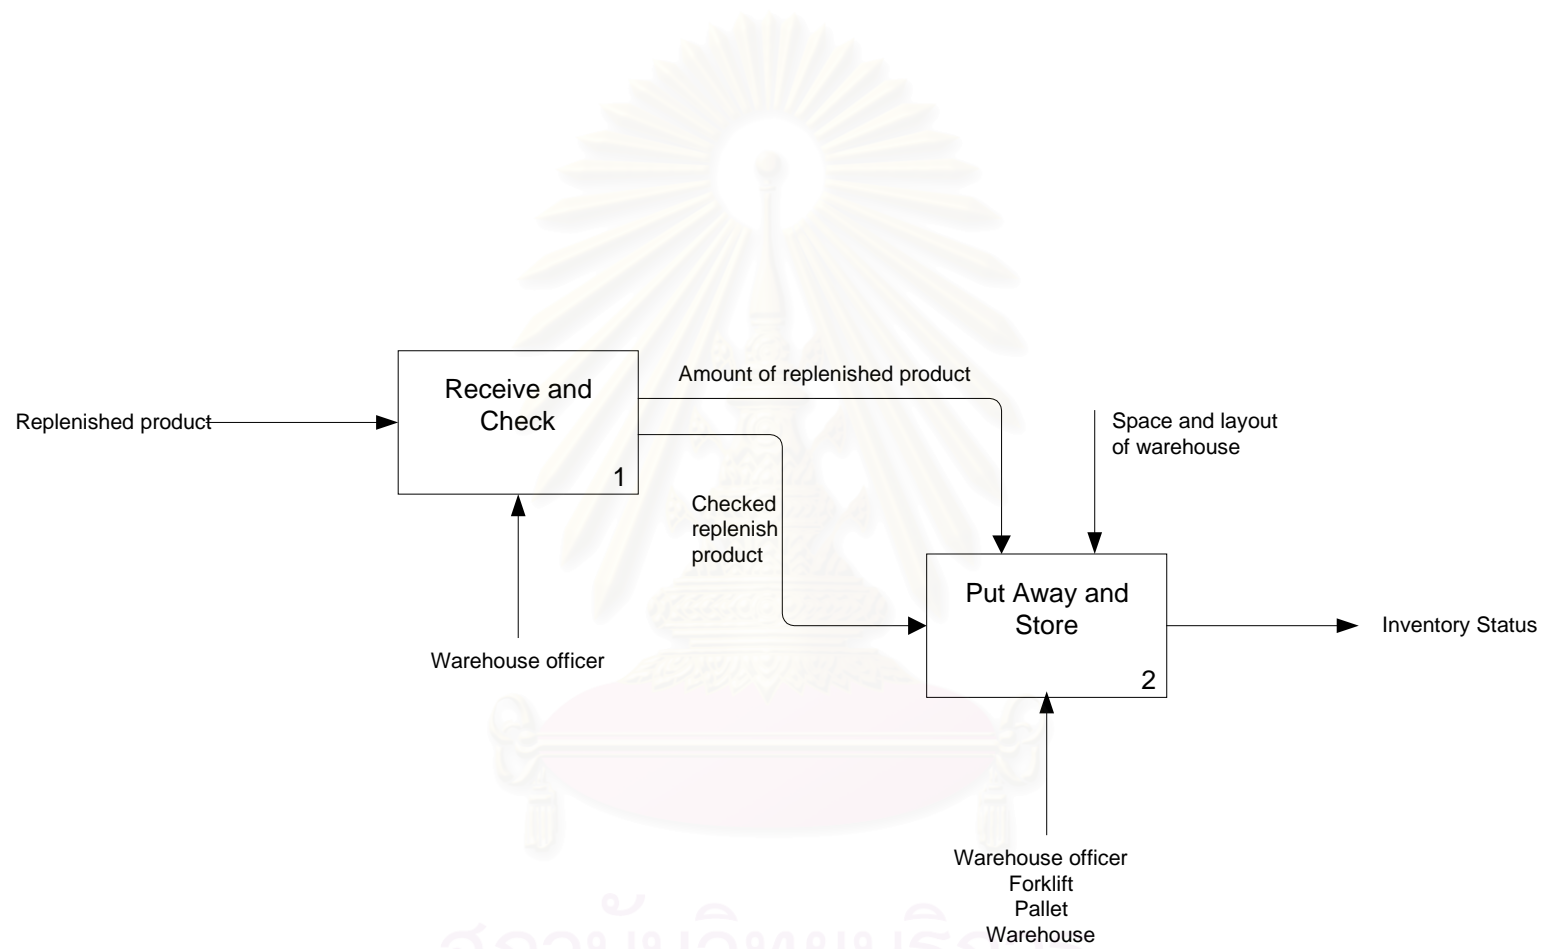 Receive and
Check
1
Replenished product
Amount of replenished product
Space and layout
of warehouse
Checked
replenish
product
Warehouse officer
Put Away and
Store
2
Inventory Status
Warehouse officer
Forklift
Pallet
Warehouse